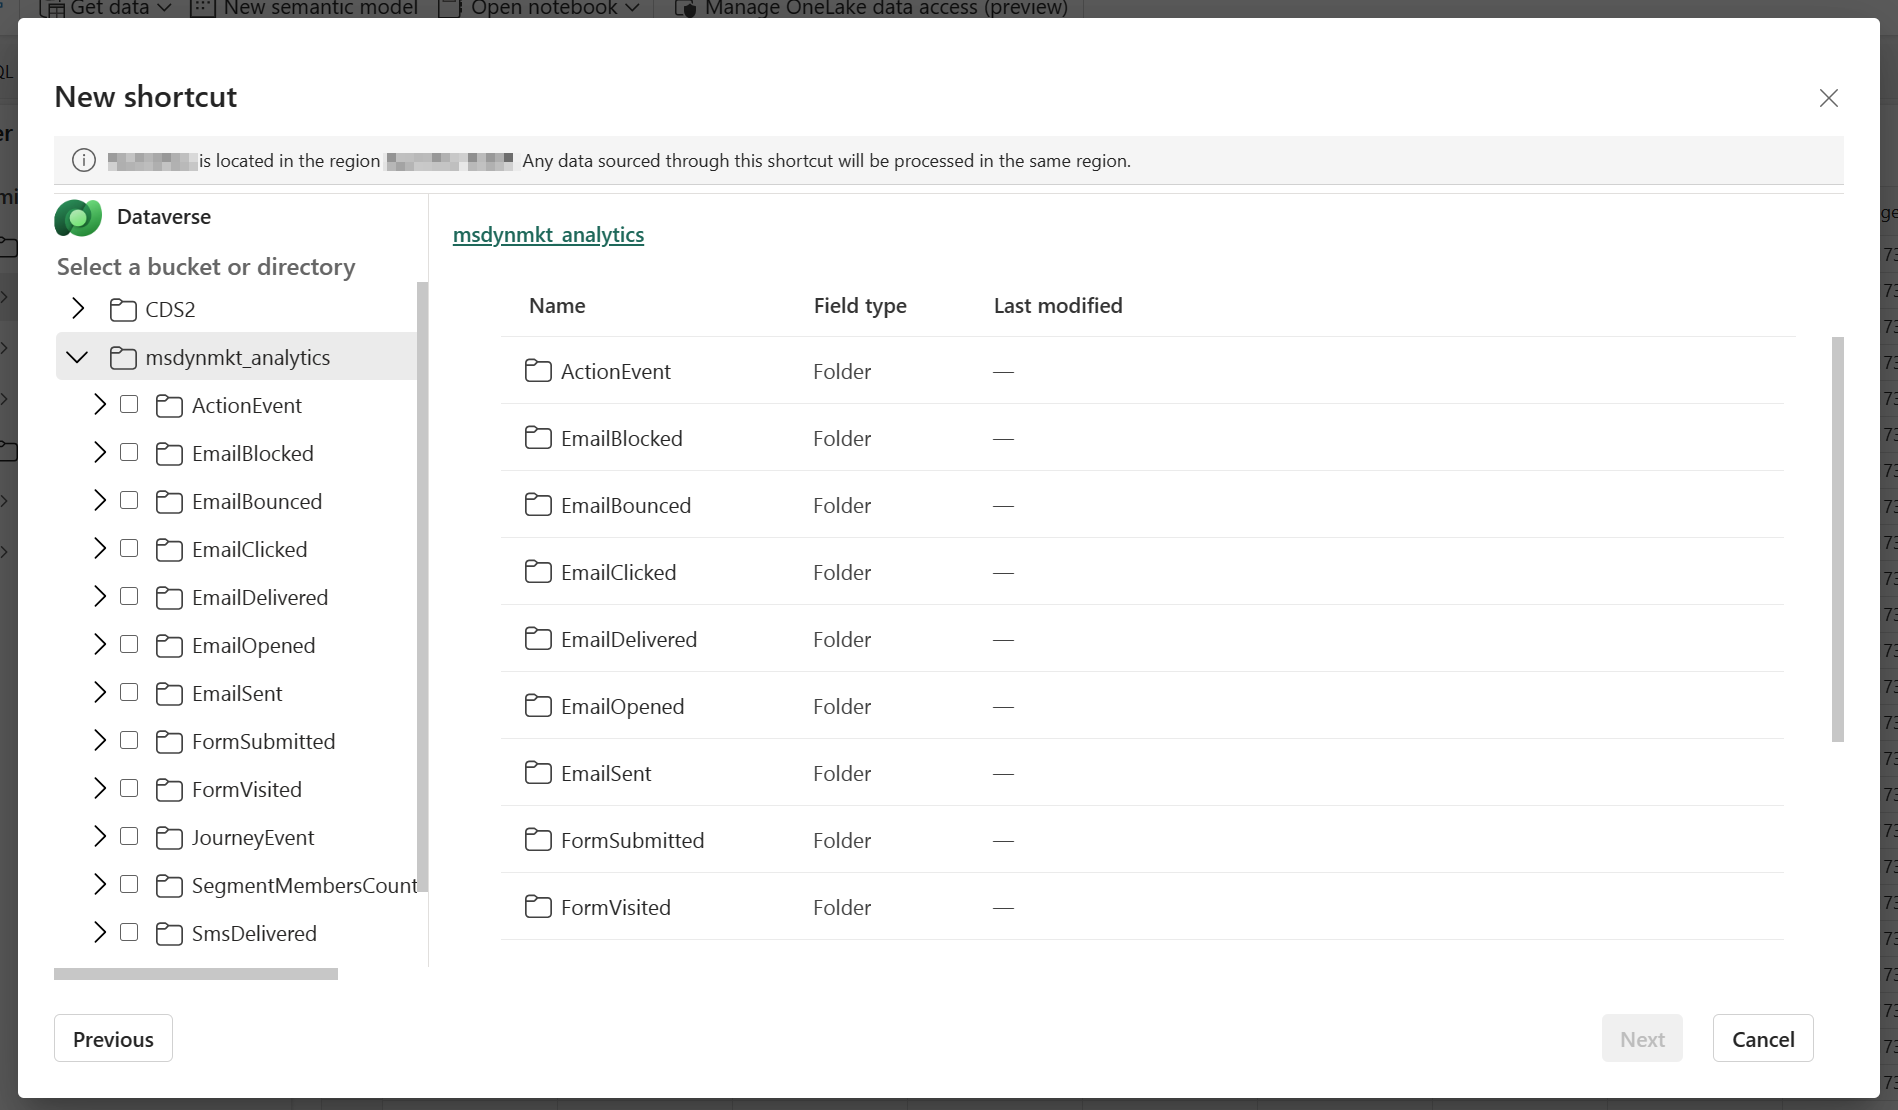 Get data
New semantic model
Open notebook
Manage OneLake data access (preview)
New shortcut
is located in the region
Any data sourced through this shortcut will be processed in the same region.
Dataverse
Select a bucket or directory
CDS2
msdynmkt_analytics
ActionEvent
EmailBlocked
EmailBounced
EmailClicked
EmailDelivered
EmailOpened
EmailSent
FormSubmitted
FormVisited
JourneyEvent
SegmentMembersCount
SmsDelivered
msdynmkt_analytics
Name Field type Last modified
ActionEvent Folder —
EmailBlocked Folder —
EmailBounced Folder —
EmailClicked Folder —
EmailDelivered Folder —
EmailOpened Folder —
EmailSent Folder —
FormSubmitted Folder —
FormVisited Folder —
Previous
Next
Cancel